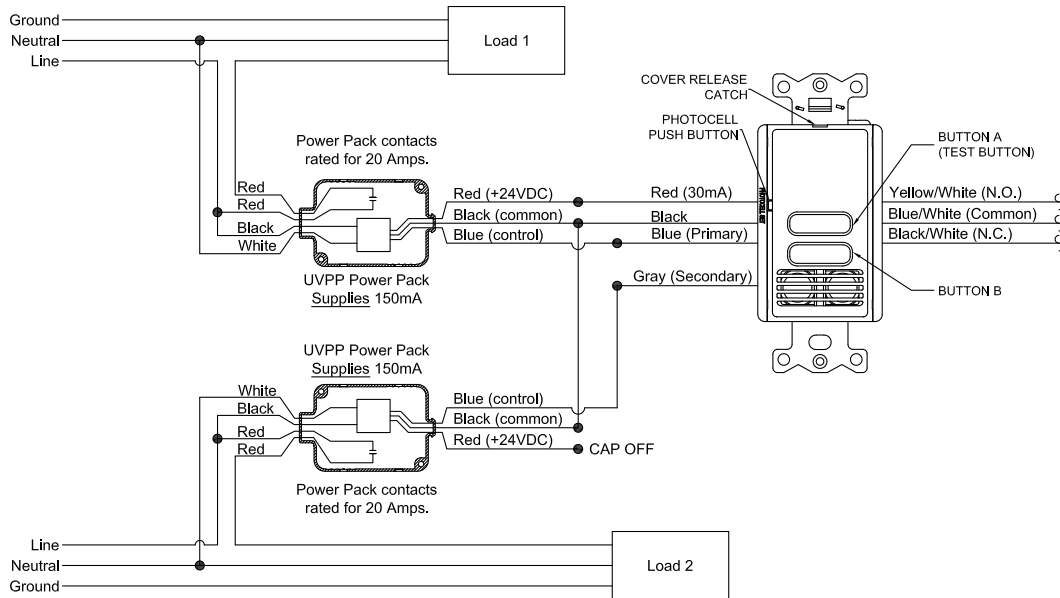 Ground
Neutral
Line
Load 1
COVER RELEASE
CATCH
PHOTOCELL
PUSH BUTTON
BUTTON A
(TEST BUTTON)
Power Pack contacts
rated for 20 Amps.
Red
Red
Black
White
Red (+24VDC)
Black (common)
Blue (control)
Red (30mA)
Black
Blue (Primary)
Gray (Secondary)
PHOTOCELL SET
Yellow/White (N.O.)
Blue/White (Common)
Black/White (N.C.)
BUTTON B
UVPP Power Pack
Supplies 150mA
UVPP Power Pack
Supplies 150mA
White
Black
Red
Red
Blue (control)
Black (common)
Red (+24VDC)
CAP OFF
Power Pack contacts
rated for 20 Amps.
Line
Neutral
Ground
Load 2